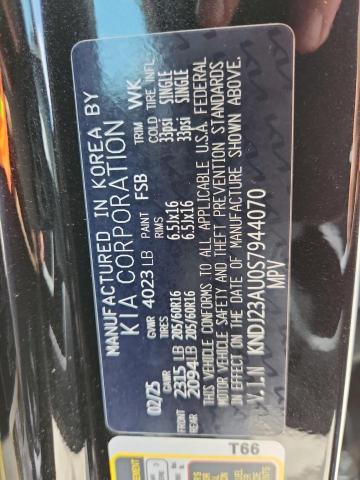 MANUFACTURED IN KOREA BY
KIA CORPORATION
GVWR 4023 LB PAINT FSB TRIM WK
02/25 GAWR TIRES RIMS COLD TIRE INFL.
FRONT 2315 LB 205/60R16 6.5Jx16 33psi SINGLE
REAR 2094 LB 205/60R16 6.5Jx16 33psi SINGLE
THIS VEHICLE CONFORMS TO ALL APPLICABLE U.S.A. FEDERAL
MOTOR VEHICLE SAFETY AND THEFT PREVENTION STANDARDS
IN EFFECT ON THE DATE OF MANUFACTURE SHOWN ABOVE.
V.I.N KNDJ23AU0S7944070
MPV
T66